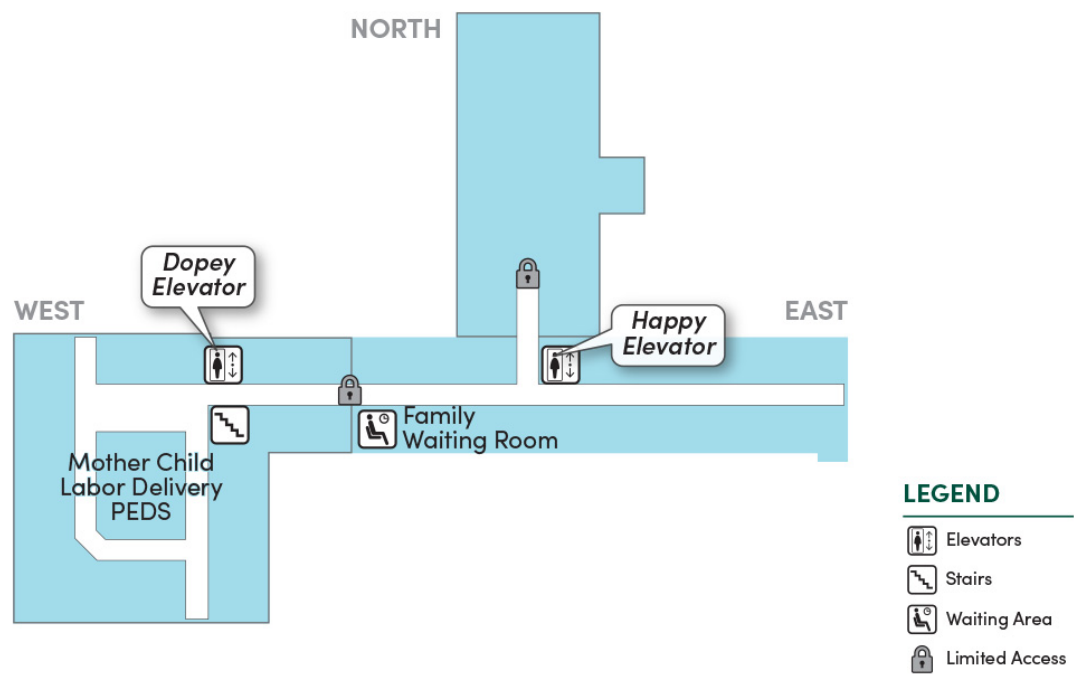 NORTH
Dopey
Elevator
WEST
Happy
Elevator
EAST
Family
Waiting Room
Mother Child
Labor Delivery
PEDS
LEGEND
Elevators
Stairs
Waiting Area
Limited Access